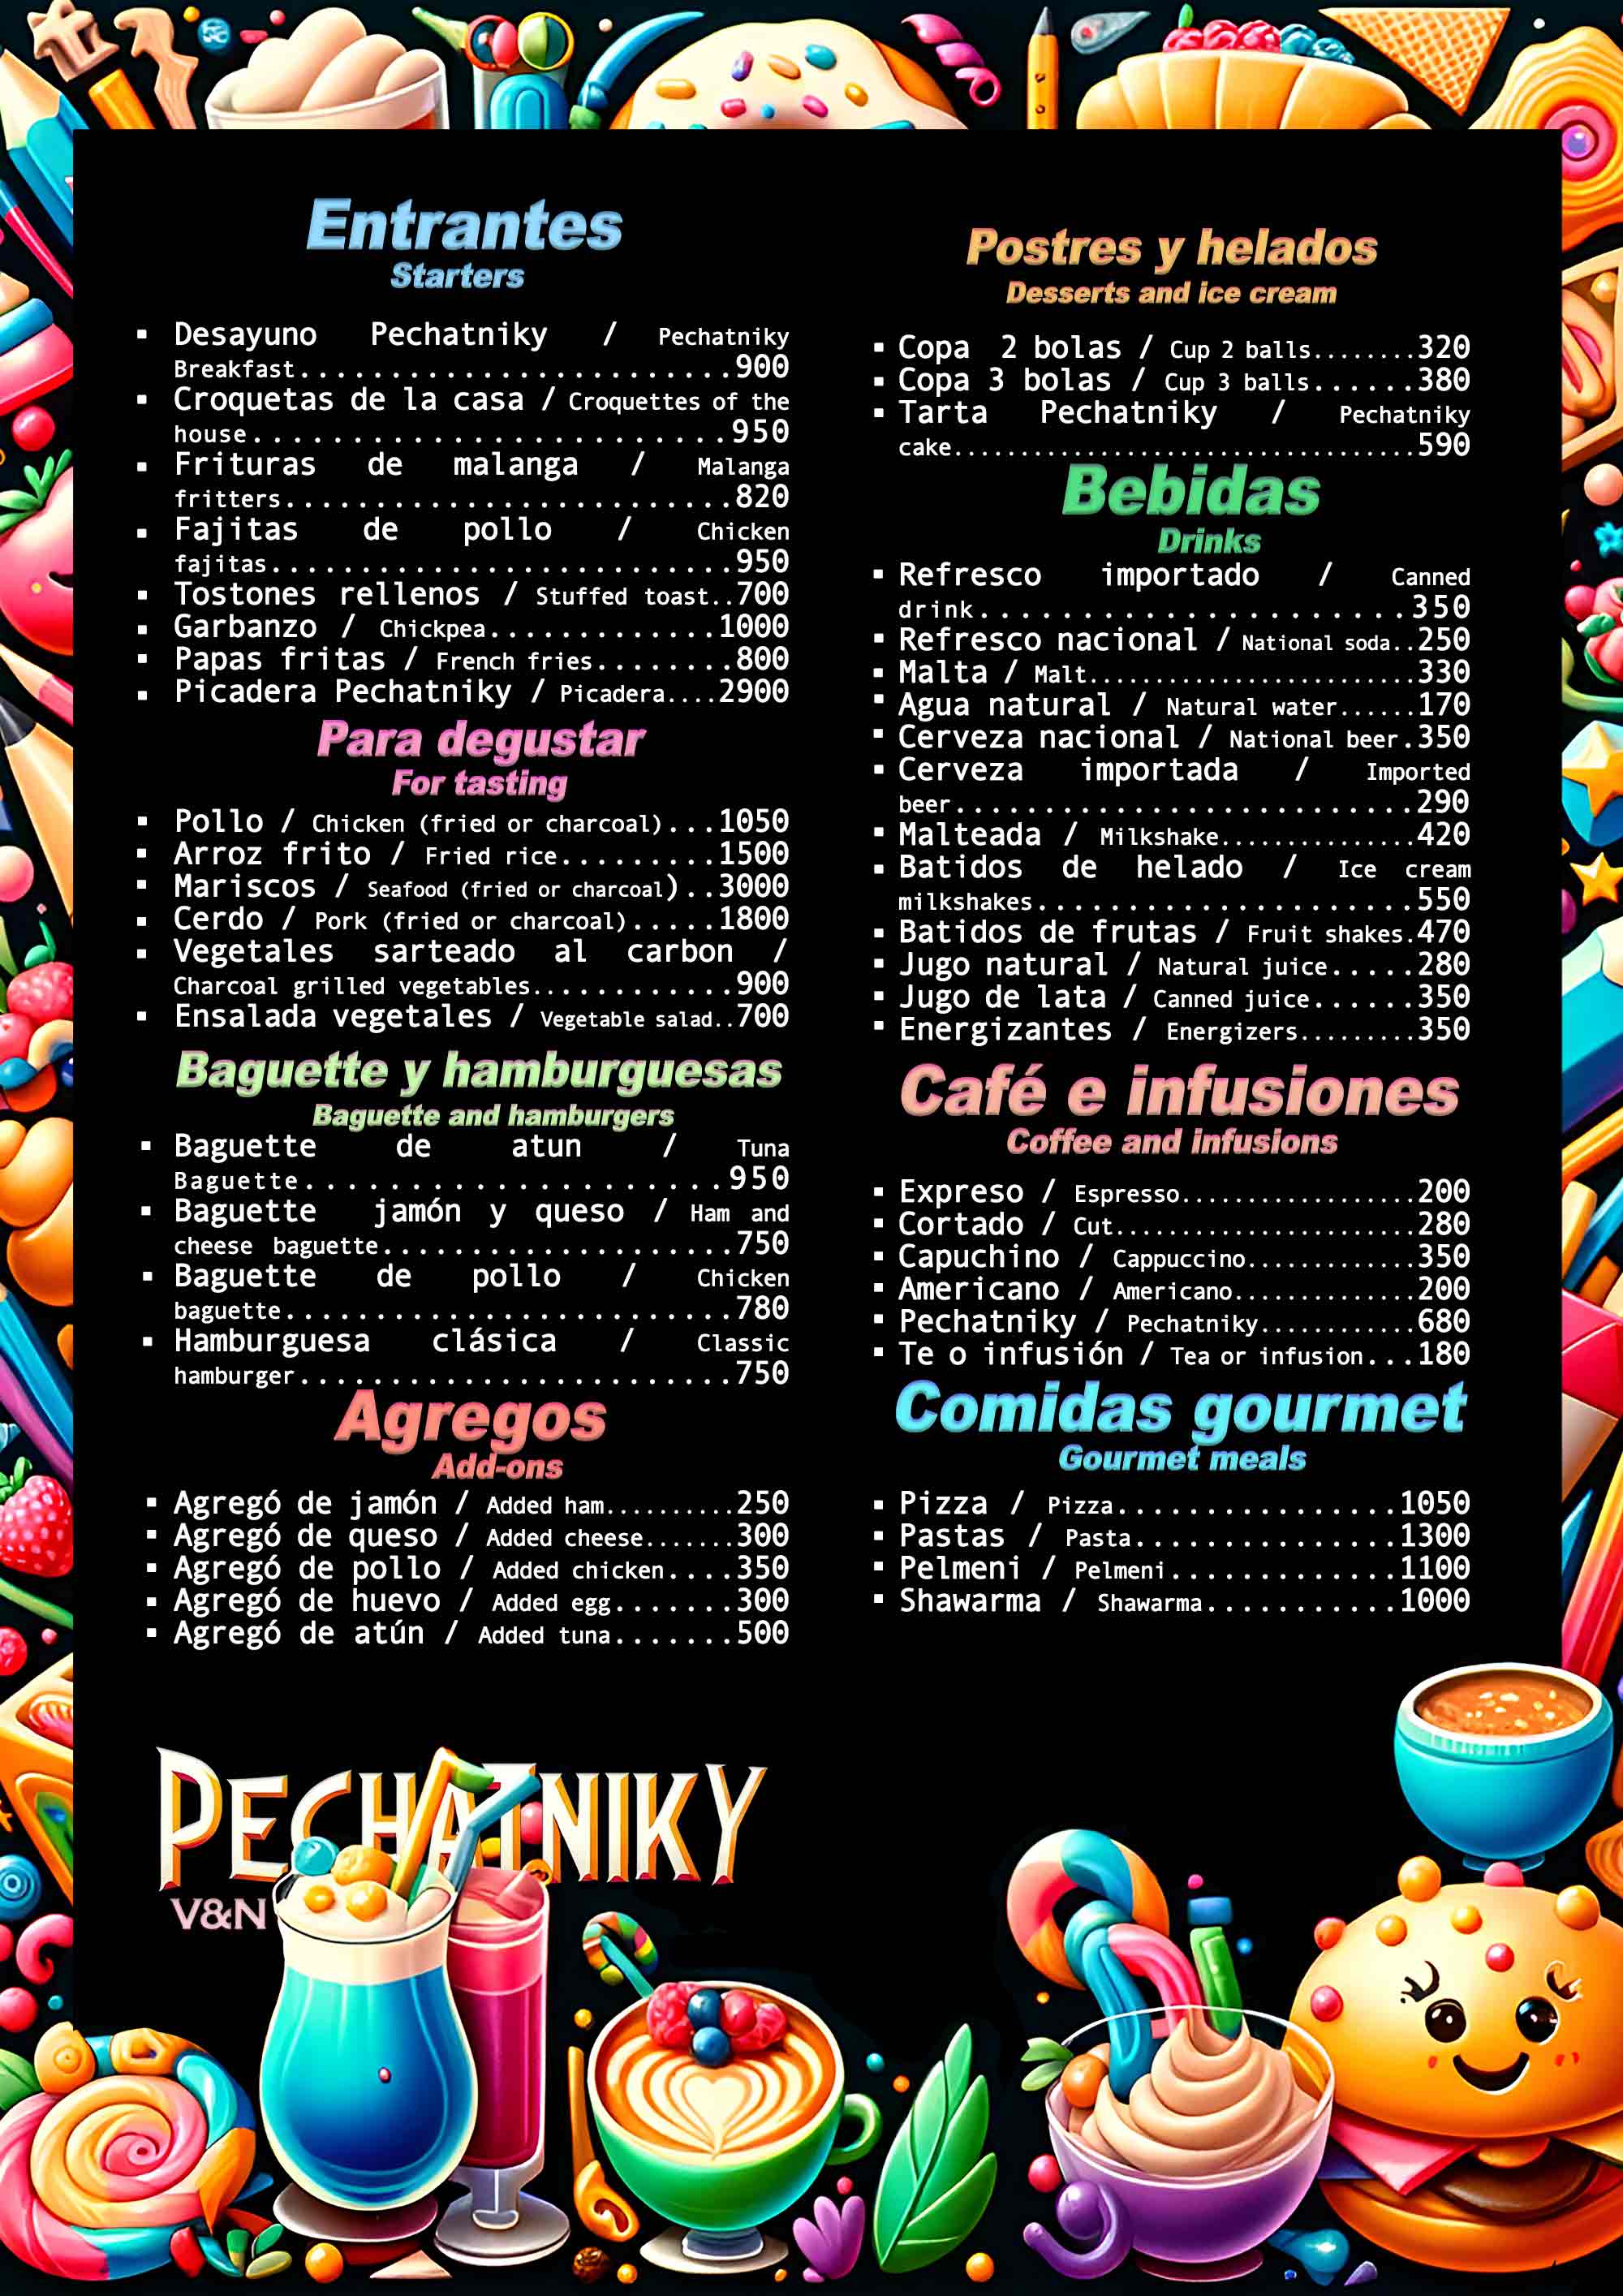 Entrantes
Starters
▪ Desayuno Pechatniky / Pechatniky
Breakfast........................900
▪ Croquetas de la casa / Croquettes of the
house..........................950
▪ Frituras de malanga / Malanga
fritters.........................820
▪ Fajitas de pollo / Chicken
fajitas..........................950
▪ Tostones rellenos / Stuffed toast..700
▪ Garbanzo / Chickpea.............1000
▪ Papas fritas / French fries........800
▪ Picadera Pechatniky / Picadera....2900
Para degustar
For tasting
▪ Pollo / Chicken (fried or charcoal)...1050
▪ Arroz frito / Fried rice.........1500
▪ Mariscos / Seafood (fried or charcoal)..3000
▪ Cerdo / Pork (fried or charcoal).....1800
▪ Vegetales sarteado al carbon /
Charcoal grilled vegetables............900
▪ Ensalada vegetales / Vegetable salad..700
Baguette y hamburguesas
Baguette and hamburgers
▪ Baguette de atun / Tuna
Baguette.......................950
▪ Baguette jamón y queso / Ham and
cheese baguette....................750
▪ Baguette de pollo / Chicken
baguette.........................780
▪ Hamburguesa clásica / Classic
hamburger........................750
Agregos
Add-ons
▪ Agregó de jamón / Added ham..........250
▪ Agregó de queso / Added cheese.......300
▪ Agregó de pollo / Added chicken....350
▪ Agregó de huevo / Added egg.......300
▪ Agregó de atún / Added tuna.......500
Postres y helados
Desserts and ice cream
▪ Copa 2 bolas / Cup 2 balls........320
▪ Copa 3 bolas / Cup 3 balls......380
▪ Tarta Pechatniky / Pechatniky
cake...................................590
Bebidas
Drinks
▪ Refresco importado / Canned
drink.......................350
▪ Refresco nacional / National soda..250
▪ Malta / Malt.........................330
▪ Agua natural / Natural water......170
▪ Cerveza nacional / National beer.350
▪ Cerveza importada / Imported
beer..........................290
▪ Malteada / Milkshake...............420
▪ Batidos de helado / Ice cream
milkshakes.....................550
▪ Batidos de frutas / Fruit shakes.470
▪ Jugo natural / Natural juice.....280
▪ Jugo de lata / Canned juice......350
▪ Energizantes / Energizers.........350
Café e infusiones
Coffee and infusions
▪ Expreso / Espresso..................200
▪ Cortado / Cut.......................280
▪ Capuchino / Cappuccino.............350
▪ Americano / Americano..............200
▪ Pechatniky / Pechatniky............680
▪ Te o infusión / Tea or infusion...180
Comidas gourmet
Gourmet meals
▪ Pizza / Pizza................1050
▪ Pastas / Pasta...............1300
▪ Pelmeni / Pelmeni.............1100
▪ Shawarma / Shawarma...........1000
PECHATNIKY
V&N